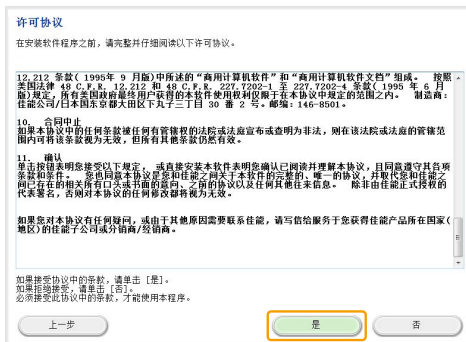 许可协议
在安装软件程序之前，请完整并仔细阅读以下许可协议。
12.212 条款( 1995年 9 月版)中所述的“商用计算机软件”和“商用计算机软件文档”组成。 按照
美国法律 48 C.F.R. 12.212 和 48 C.F.R. 227.7202-1 至 227.7202-4 条款( 1995 年 6 月
版)规定，所有美国政府最终用户获得的本软件使用权利仅限于在本协议中规定的范围之内。 制造商：
佳能公司/日本国东京都大田区下丸子三丁目 30 番 2 号。邮编：146-8501。
10. 合同中止
如果本协议中的任何条款被任何有管辖权的法院或法庭宣布或查明为非法，则在该法院或法庭的管辖范
围内可将该条款视为无效，但所有其他条款仍然有效。
11. 确认
单击按钮表明您接受以下规定， 或直接安装本软件表明您确认已阅读并理解本协议，且同意遵守其各项
条款和条件。 您也同意本协议是您和佳能之间关于本软件的完整的、唯一的协议，并取代您和佳能之
间已存在的相关所有口头或书面的意向、之前的协议以及任何其他往来信息。 除非由佳能正式授权的
代表署名，否则对本协议的任何修改都将视为无效。
如果您对本协议有任何疑问，或由于其他原因需要联系佳能，请写信给服务于您获得佳能产品所在国家(
地区)的佳能子公司或分销商/经销商。
如果接受协议中的条款，请单击 [是]。
如果拒绝接受，请单击 [否]。
必须接受此协议中的条款，才能使用本程序。
上一步
是
否